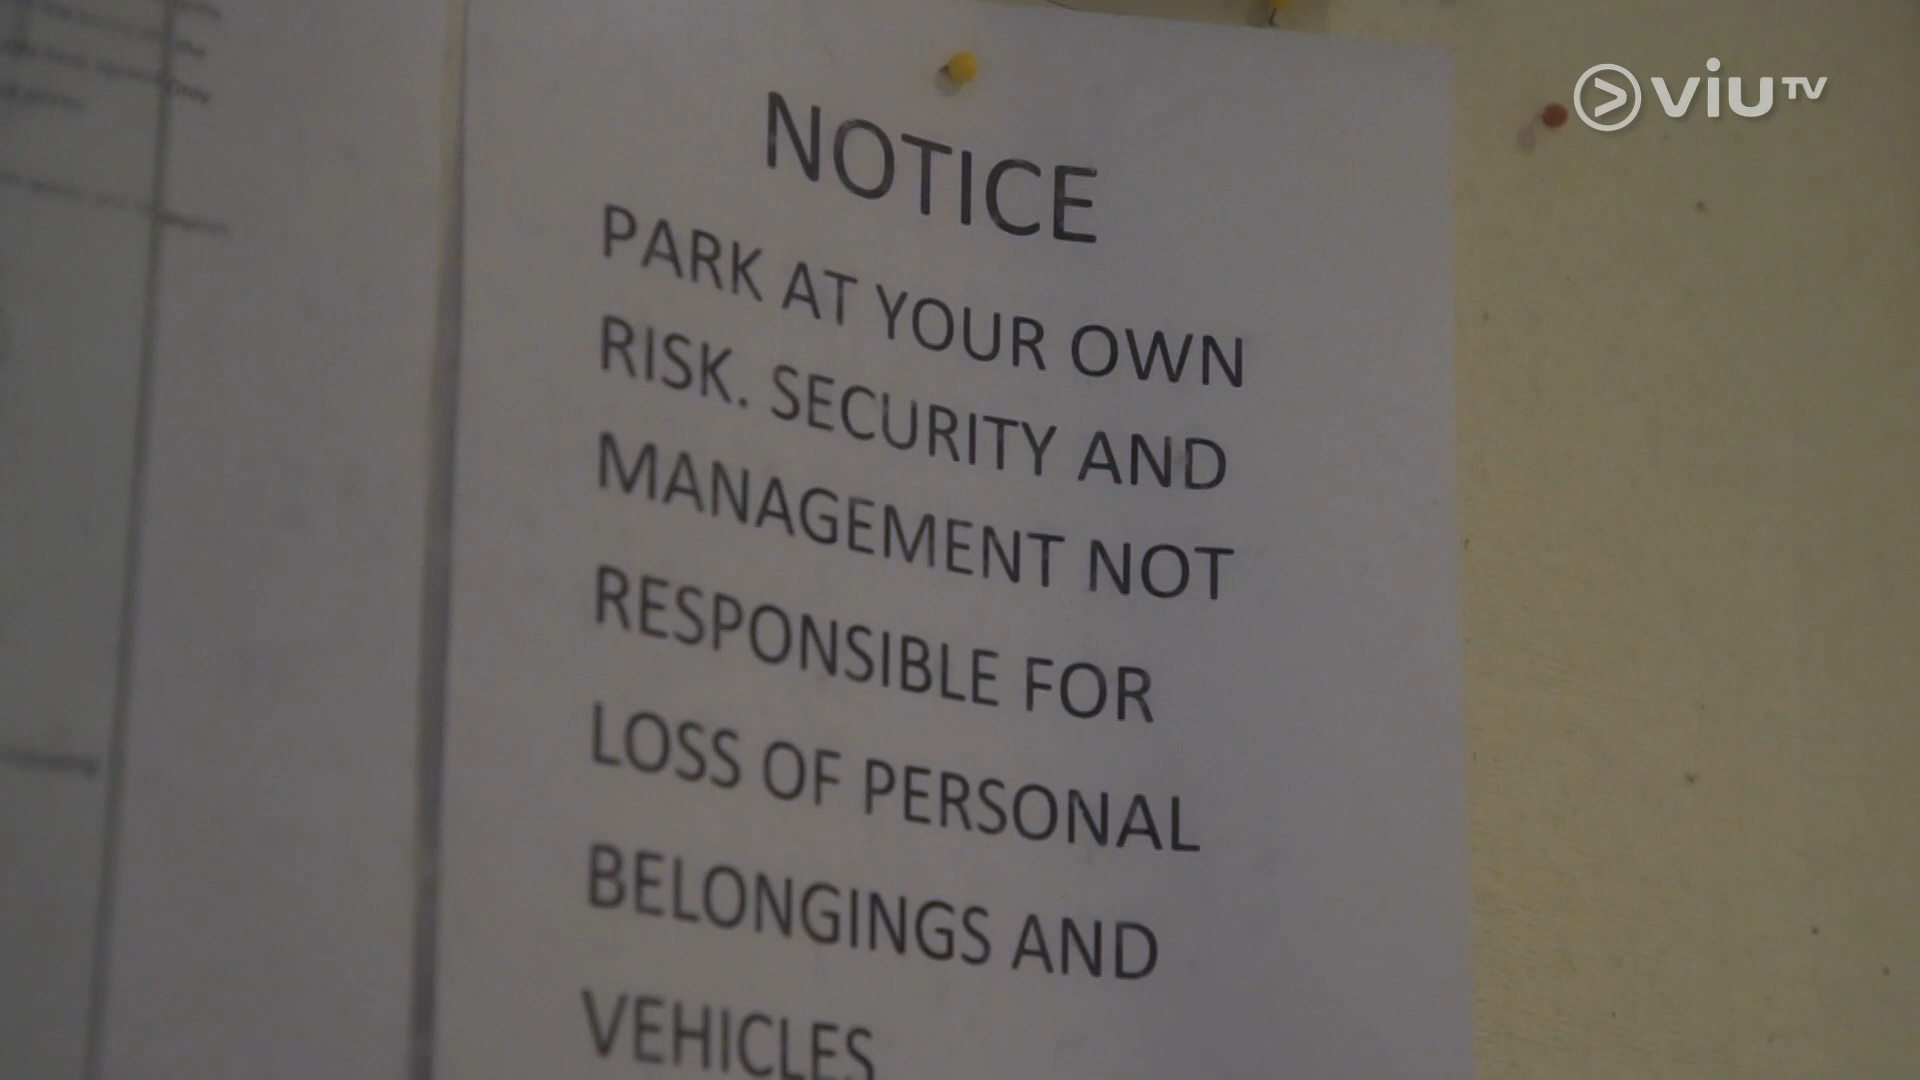 viuTV
NOTICE
PARK AT YOUR OWN
RISK. SECURITY AND
MANAGEMENT NOT
RESPONSIBLE FOR
LOSS OF PERSONAL
BELONGINGS AND
VEHICLES